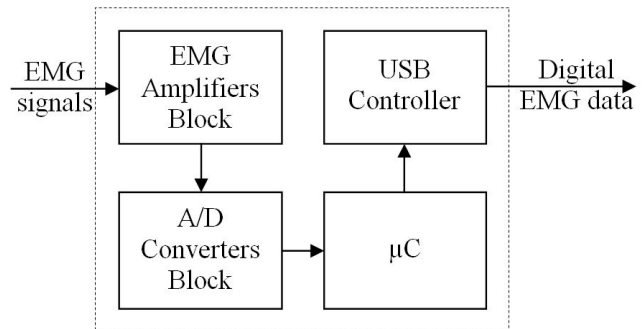 EMG
signals
EMG
Amplifiers
Block
USB
Controller
Digital
EMG data
A/D
Converters
Block
µC